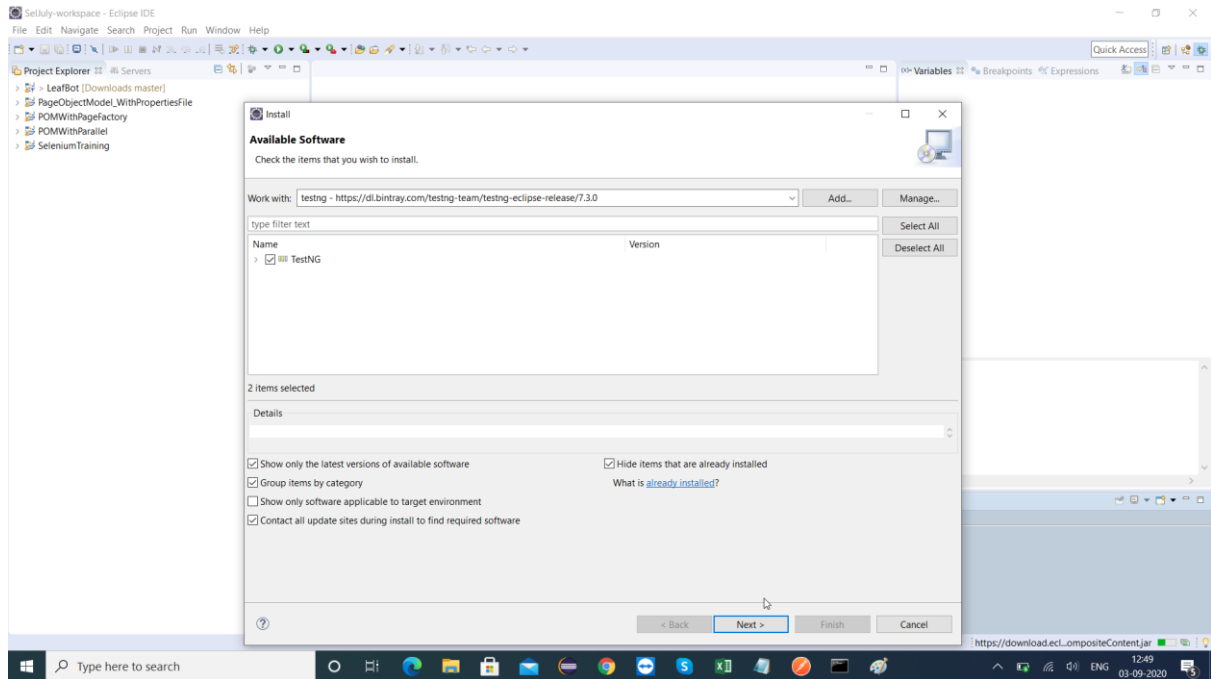 SelJuly-workspace - Eclipse IDE
File Edit Navigate Search Project Run Window Help
Quick Access
Project Explorer Servers
Variables Breakpoints Expressions
> LeafBot [Downloads master]
PageObjectModel_WithPropertiesFile
POMWithPageFactory
POMWithParallel
SeleniumTraining
Install
Available Software
Check the items that you wish to install.
Work with: testng - https://dl.bintray.com/testng-team/testng-eclipse-release/7.3.0 Add... Manage...
type filter text Select All
Name Version Deselect All
TestNG
2 items selected
Details
Show only the latest versions of available software Hide items that are already installed
Group items by category What is already installed?
Show only software applicable to target environment
Contact all update sites during install to find required software
< Back Next > Finish Cancel
https://download.ecl...ompositeContent.jar
Type here to search ENG 12:49
03-09-2020 5